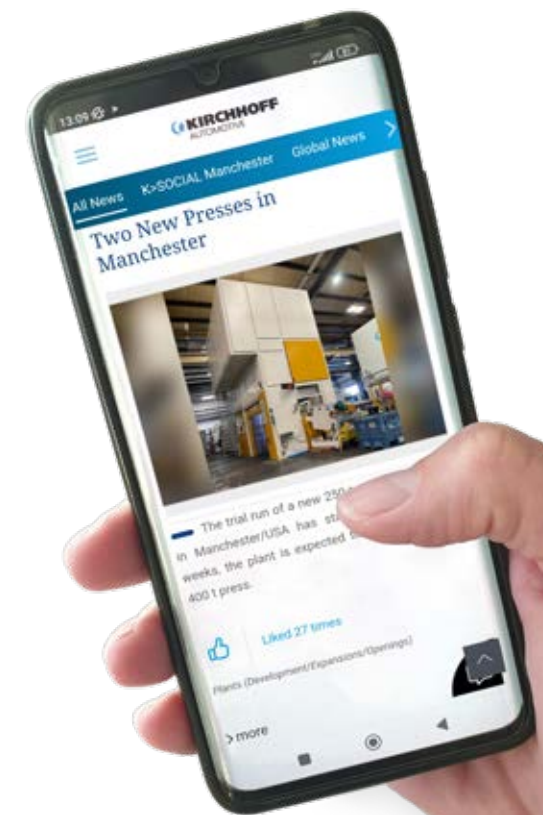 13:09
KIRCHHOFF
AUTOMOTIVE
All News K>SOCIAL Manchester Global News >
Two New Presses in
Manchester
The trial run of a new 250
in Manchester/USA has
weeks, the plant is expected
400 t press.
Liked 27 times
Plants (Development/Expansions/Openings)
> more